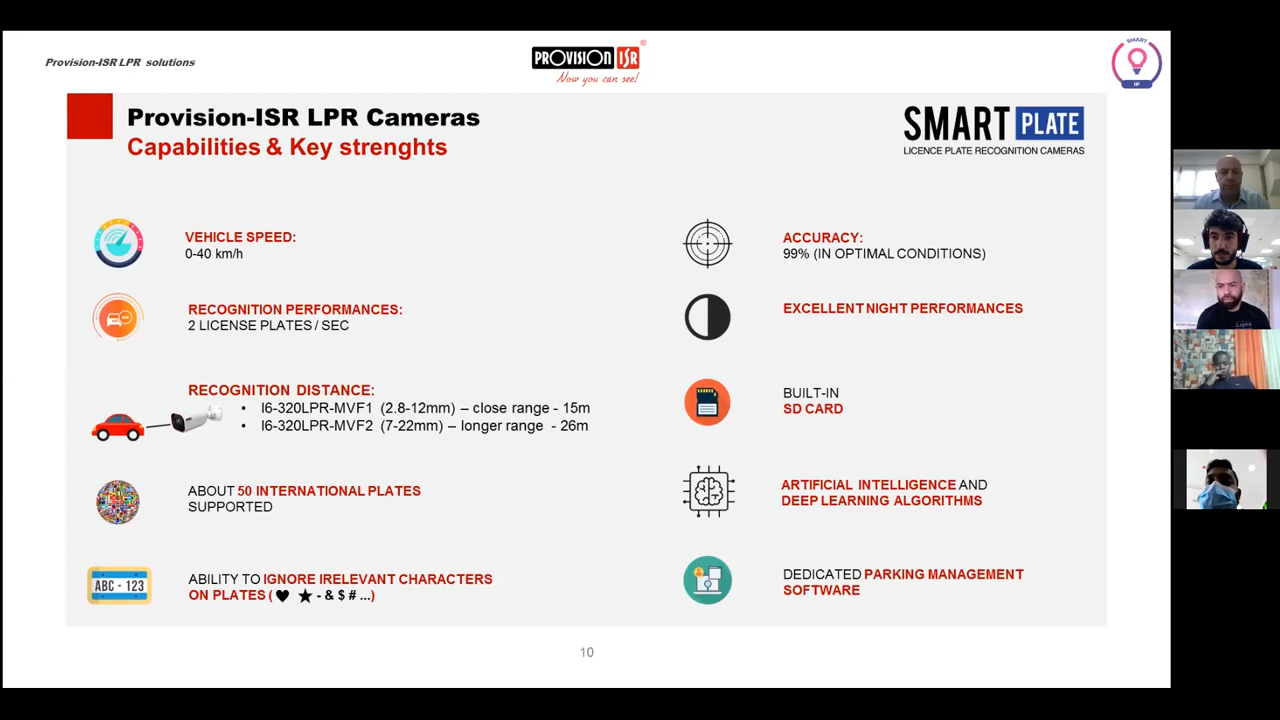 Provision-ISR LPR solutions
PROVISION ISR®
Now you can see!
SMART
IP
Provision-ISR LPR Cameras
Capabilities & Key strenghts
SMART PLATE
LICENCE PLATE RECOGNITION CAMERAS
VEHICLE SPEED:
0-40 km/h
RECOGNITION PERFORMANCES:
2 LICENSE PLATES / SEC
RECOGNITION DISTANCE:
• I6-320LPR-MVF1 (2.8-12mm) – close range - 15m
• I6-320LPR-MVF2 (7-22mm) – longer range - 26m
ABOUT 50 INTERNATIONAL PLATES
SUPPORTED
ABC - 123
ABILITY TO IGNORE IRELEVANT CHARACTERS
ON PLATES (♥ ★ - & $ # ...)
ACCURACY:
99% (IN OPTIMAL CONDITIONS)
EXCELLENT NIGHT PERFORMANCES
BUILT-IN
SD CARD
ARTIFICIAL INTELLIGENCE AND
DEEP LEARNING ALGORITHMS
DEDICATED PARKING MANAGEMENT
SOFTWARE
10